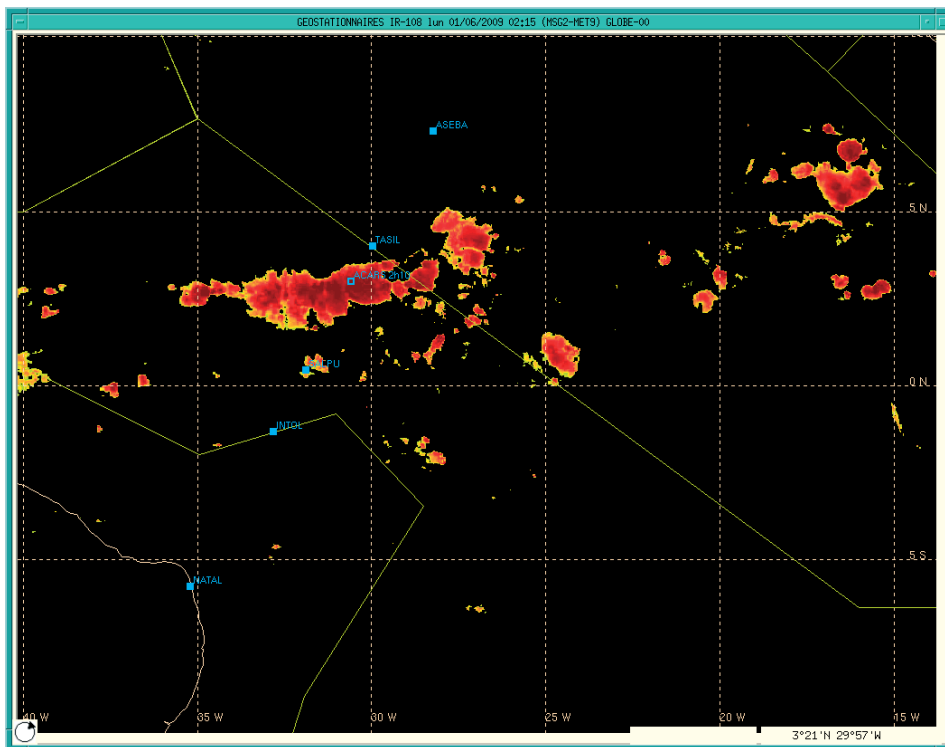 GEOSTATIONNAIRES IR-108 lun 01/06/2009 02:15 (MSG2-MET9) GLOBE-00
ASEBA
5 N
TASIL
0 N
INTOL
5 S
NATAL
40 W
35 W
30 W
25 W
20 W
15 W
3°21'N 29°57'W